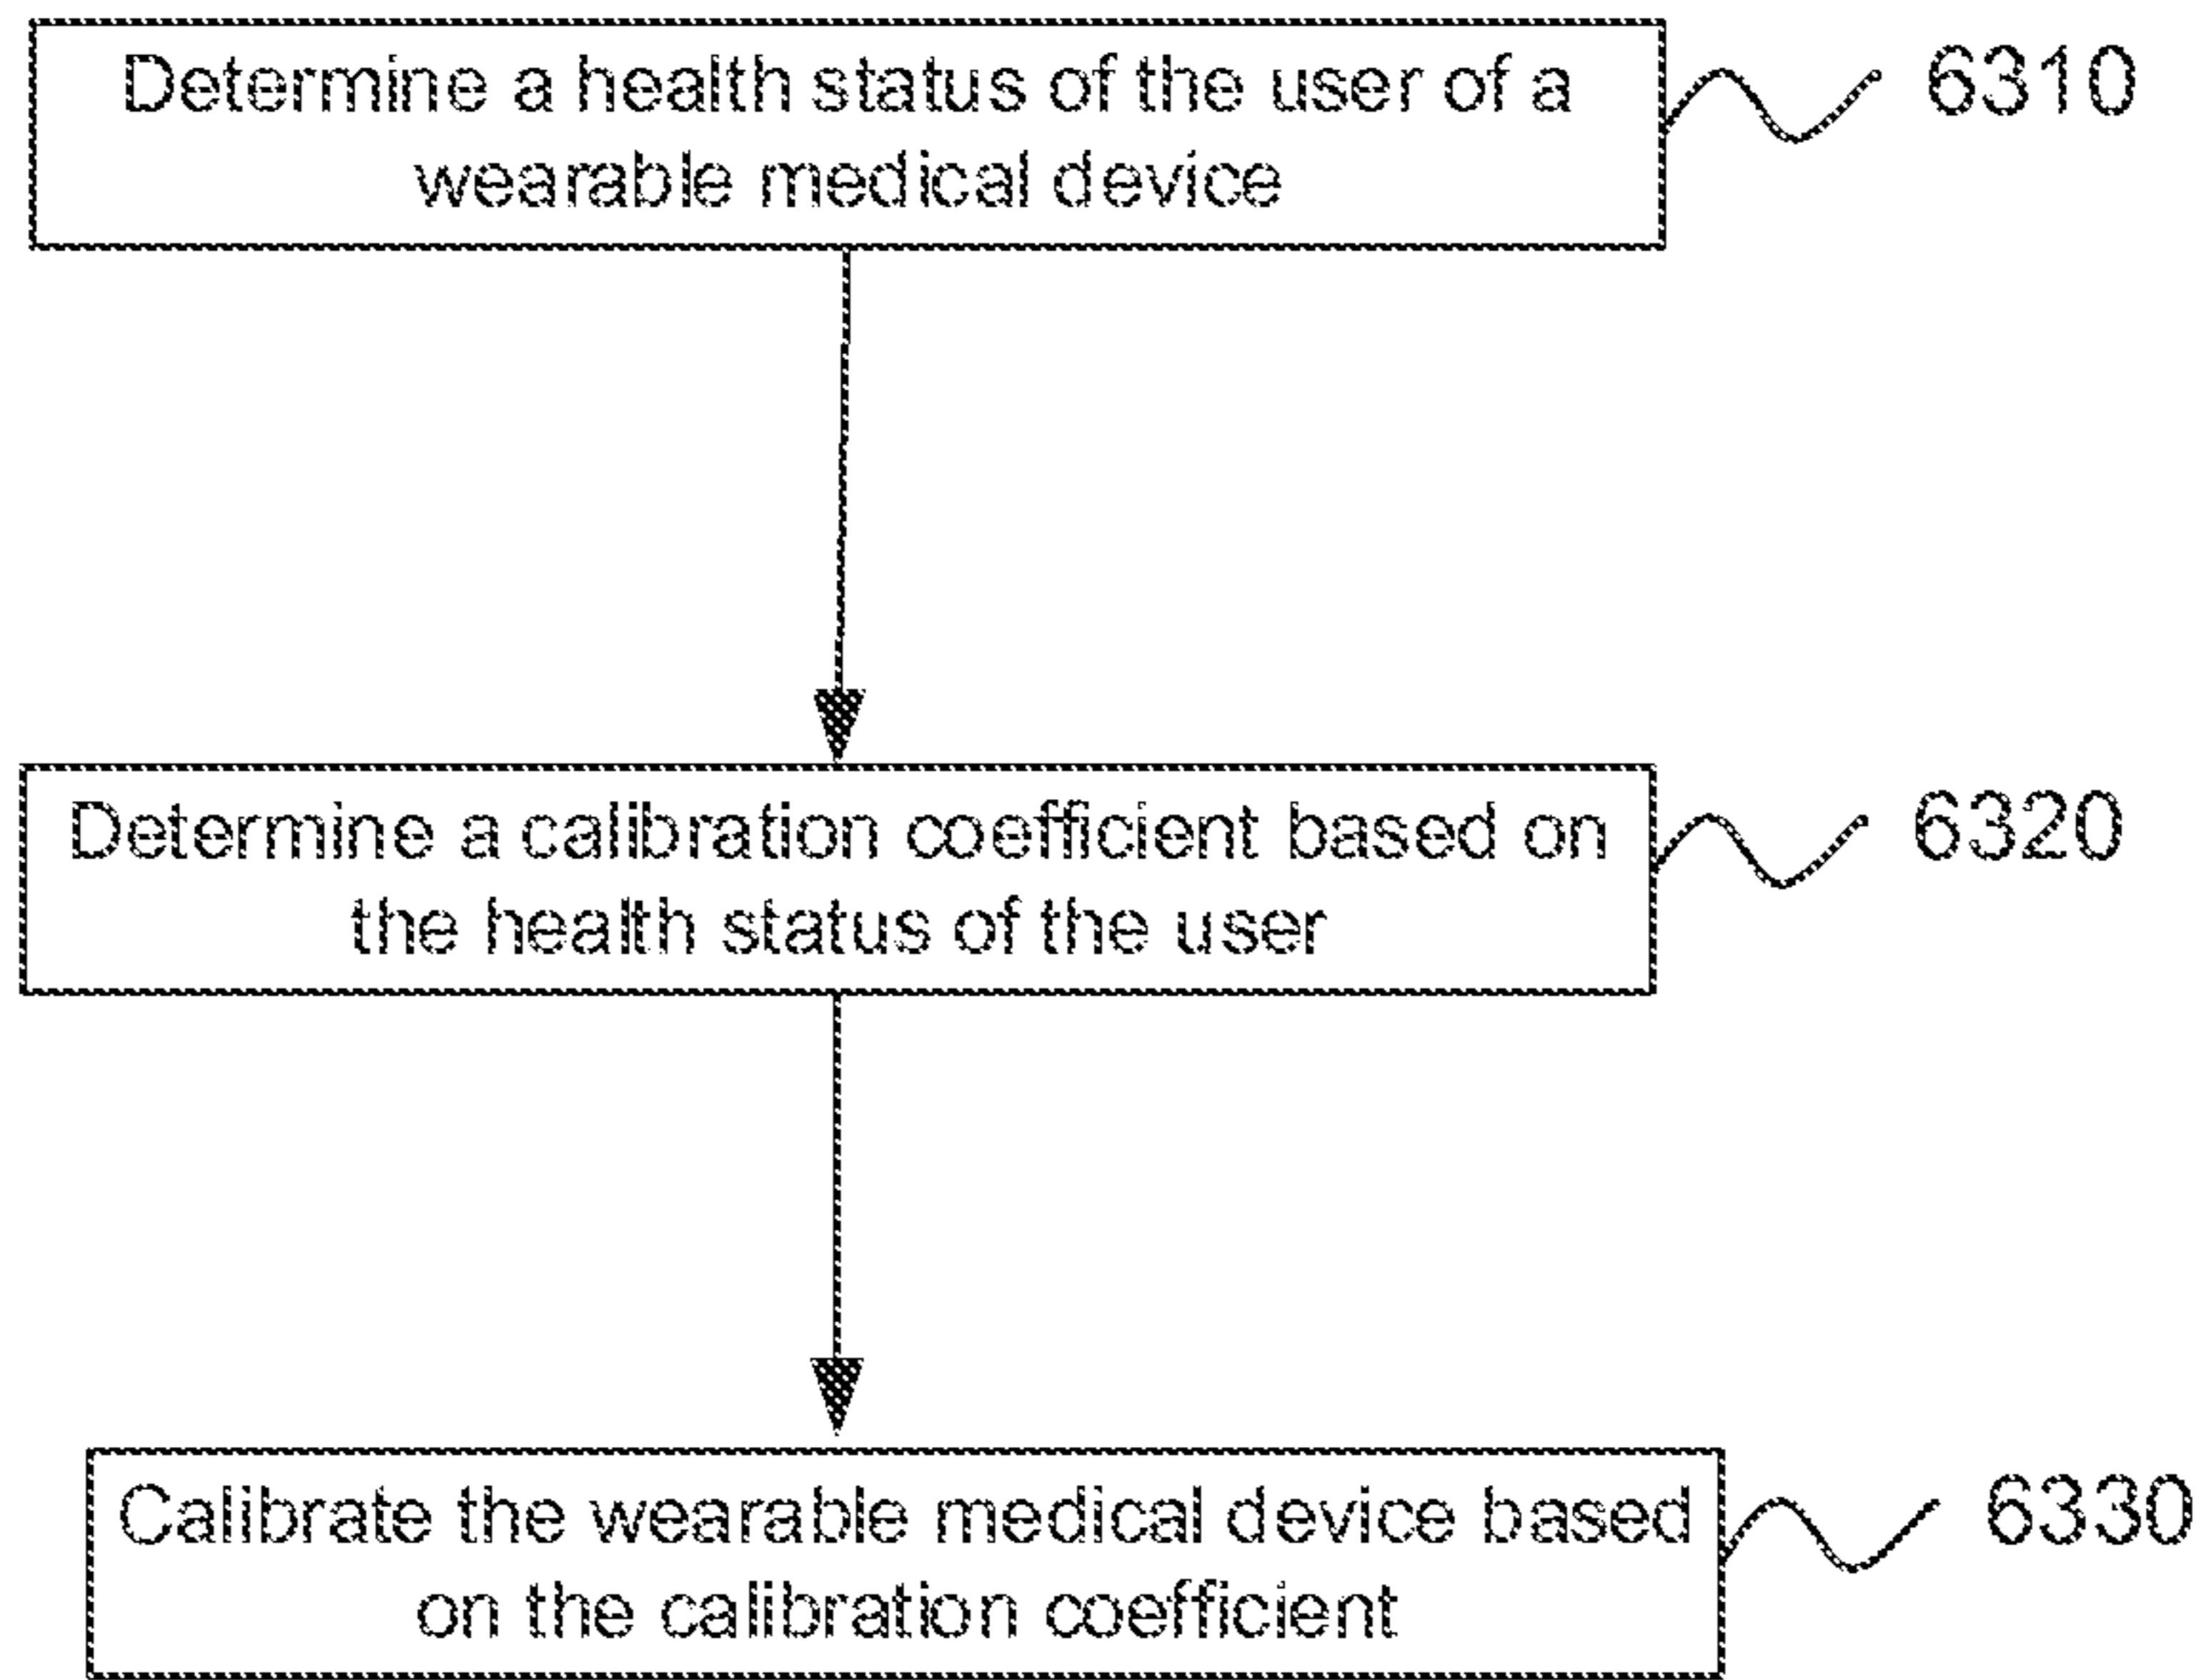 Determine a health status of the user of a
wearable medical device
6310
Determine a calibration coefficient based on
the health status of the user
6320
Calibrate the wearable medical device based
on the calibration coefficient
6330